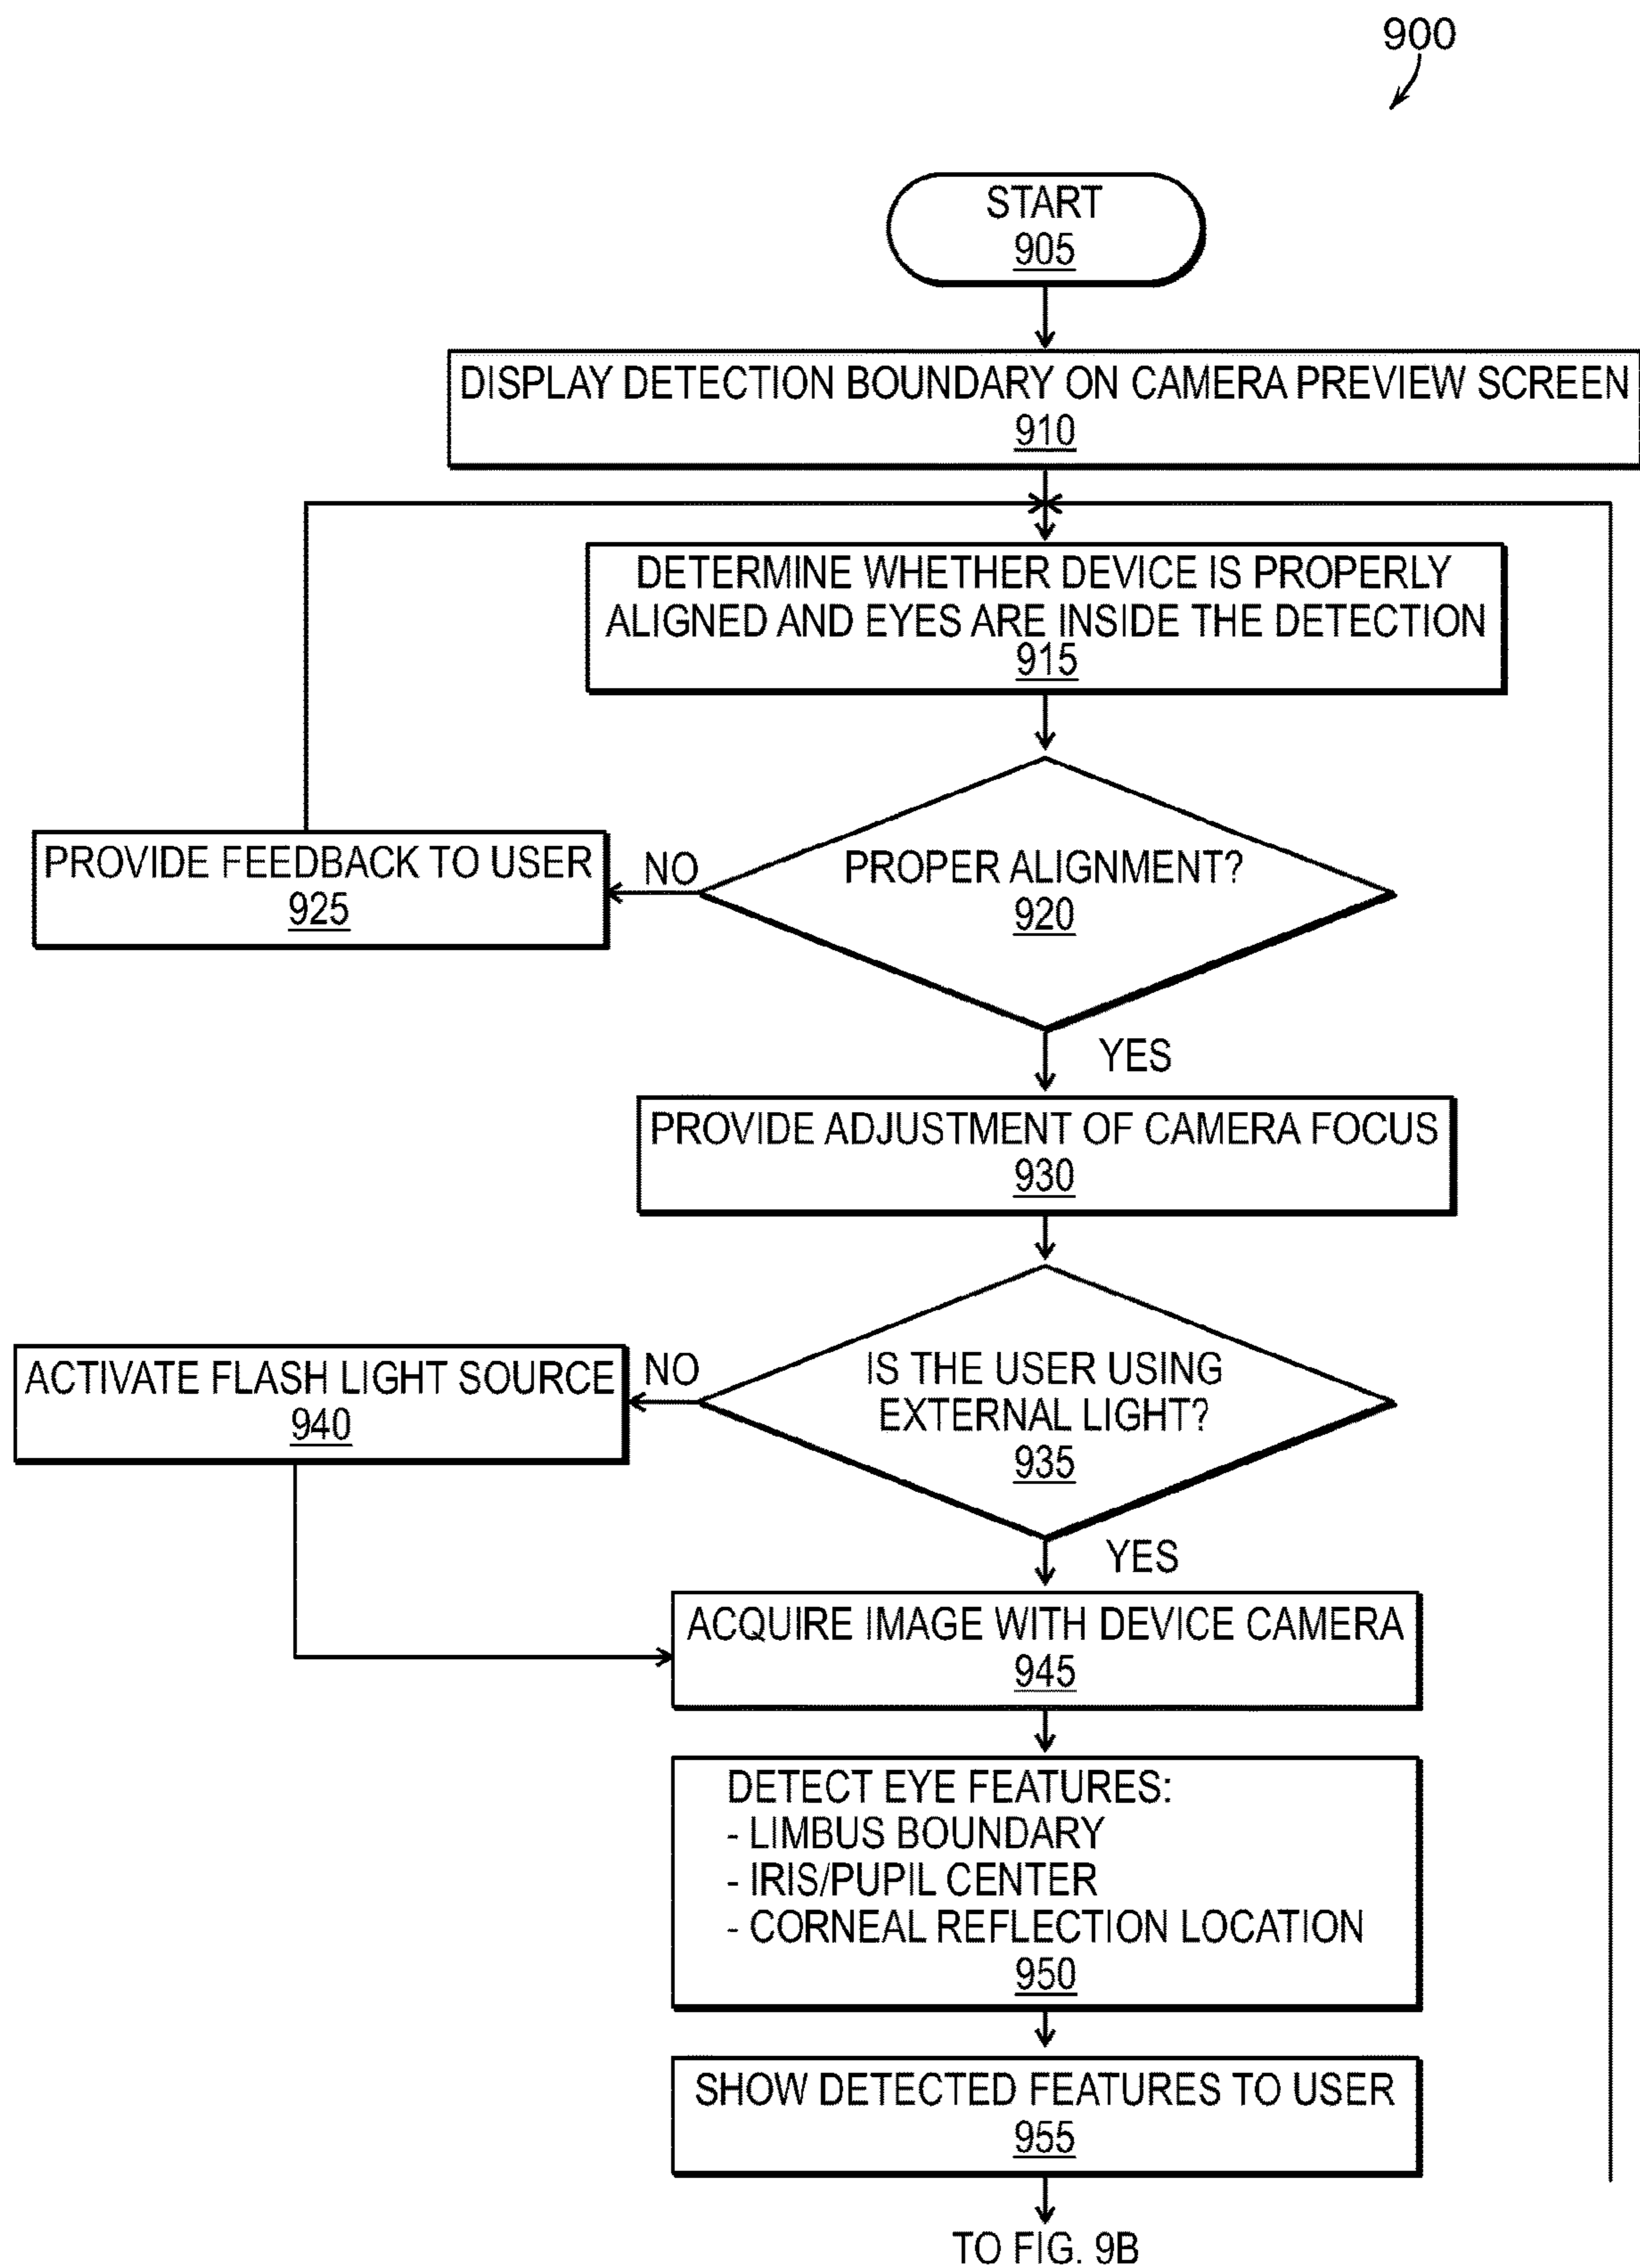 900
START
905
DISPLAY DETECTION BOUNDARY ON CAMERA PREVIEW SCREEN
910
DETERMINE WHETHER DEVICE IS PROPERLY
ALIGNED AND EYES ARE INSIDE THE DETECTION
915
PROPER ALIGNMENT?
920
NO
PROVIDE FEEDBACK TO USER
925
YES
PROVIDE ADJUSTMENT OF CAMERA FOCUS
930
IS THE USER USING
EXTERNAL LIGHT?
935
NO
ACTIVATE FLASH LIGHT SOURCE
940
YES
ACQUIRE IMAGE WITH DEVICE CAMERA
945
DETECT EYE FEATURES:
- LIMBUS BOUNDARY
- IRIS/PUPIL CENTER
- CORNEAL REFLECTION LOCATION
950
SHOW DETECTED FEATURES TO USER
955
TO FIG. 9B